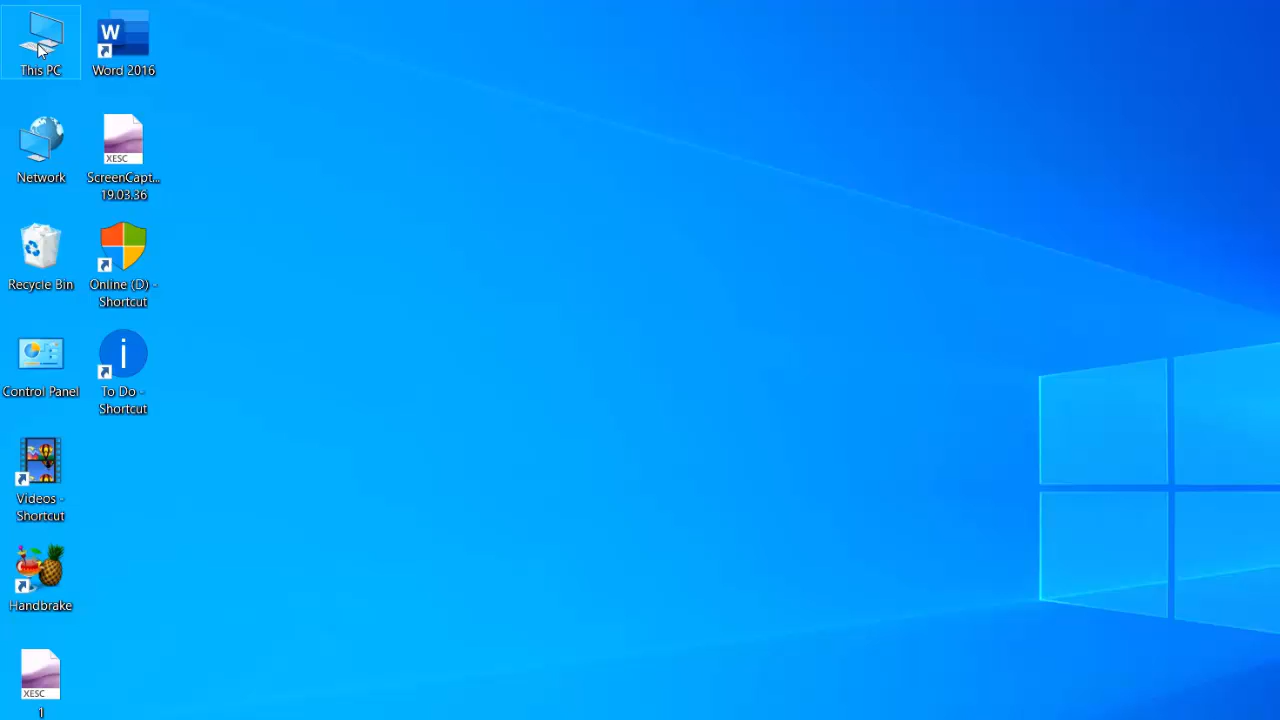 This PC
W
Word 2016
Network
XESC
ScreenCapt...
19.03.36
Recycle Bin
Online (D) -
Shortcut
Control Panel
i
To Do -
Shortcut
Videos -
Shortcut
Handbrake
XESC
1